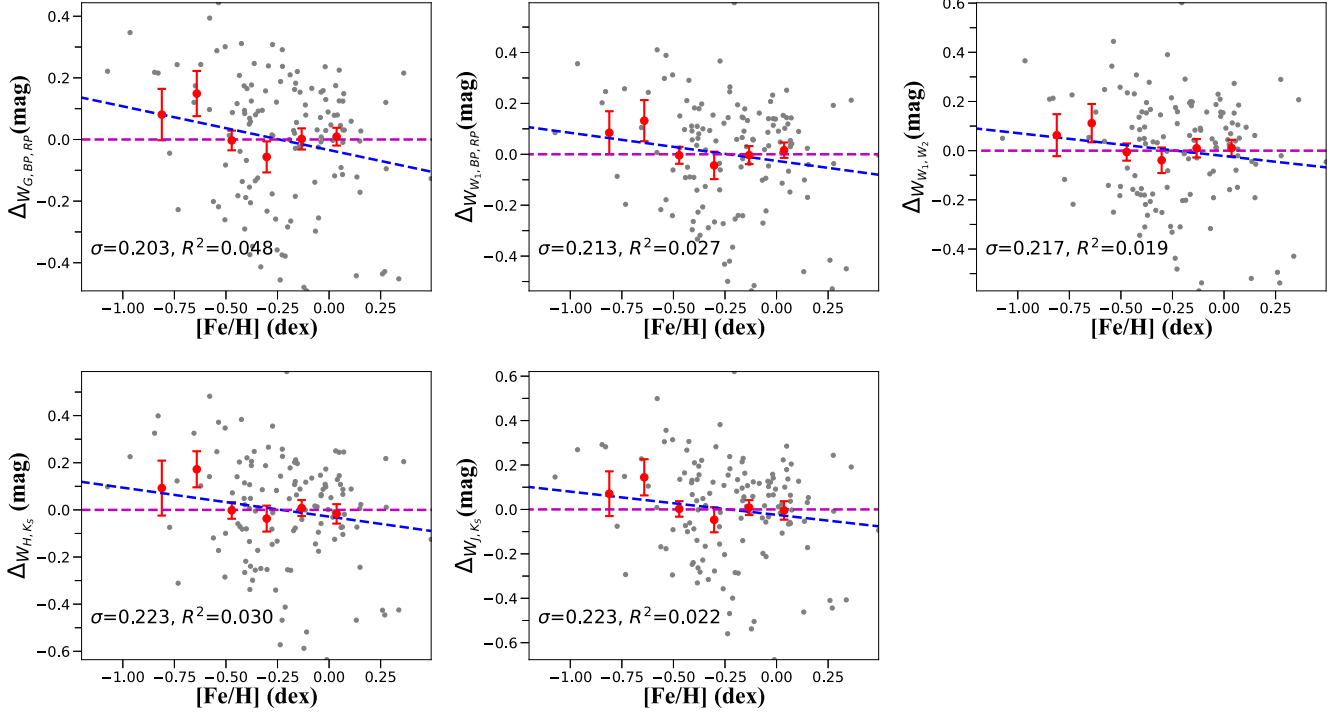 0.4
0.2
0.0
−0.2
−0.4
Δ_{W_{G,BP,RP}} (mag)
σ=0.203, R²=0.048
−1.00 −0.75 −0.50 −0.25 0.00 0.25
[Fe/H] (dex)
0.4
0.2
0.0
−0.2
−0.4
Δ_{W_{W_1,BP,RP}} (mag)
σ=0.213, R²=0.027
−1.00 −0.75 −0.50 −0.25 0.00 0.25
[Fe/H] (dex)
0.6
0.4
0.2
0.0
−0.2
−0.4
Δ_{W_{W_1,W_2}} (mag)
σ=0.217, R²=0.019
−1.00 −0.75 −0.50 −0.25 0.00 0.25
[Fe/H] (dex)
0.4
0.2
0.0
−0.2
−0.4
−0.6
Δ_{W_{H,K_S}} (mag)
σ=0.223, R²=0.030
−1.00 −0.75 −0.50 −0.25 0.00 0.25
[Fe/H] (dex)
0.6
0.4
0.2
0.0
−0.2
−0.4
−0.6
Δ_{W_{J,K_S}} (mag)
σ=0.223, R²=0.022
−1.00 −0.75 −0.50 −0.25 0.00 0.25
[Fe/H] (dex)